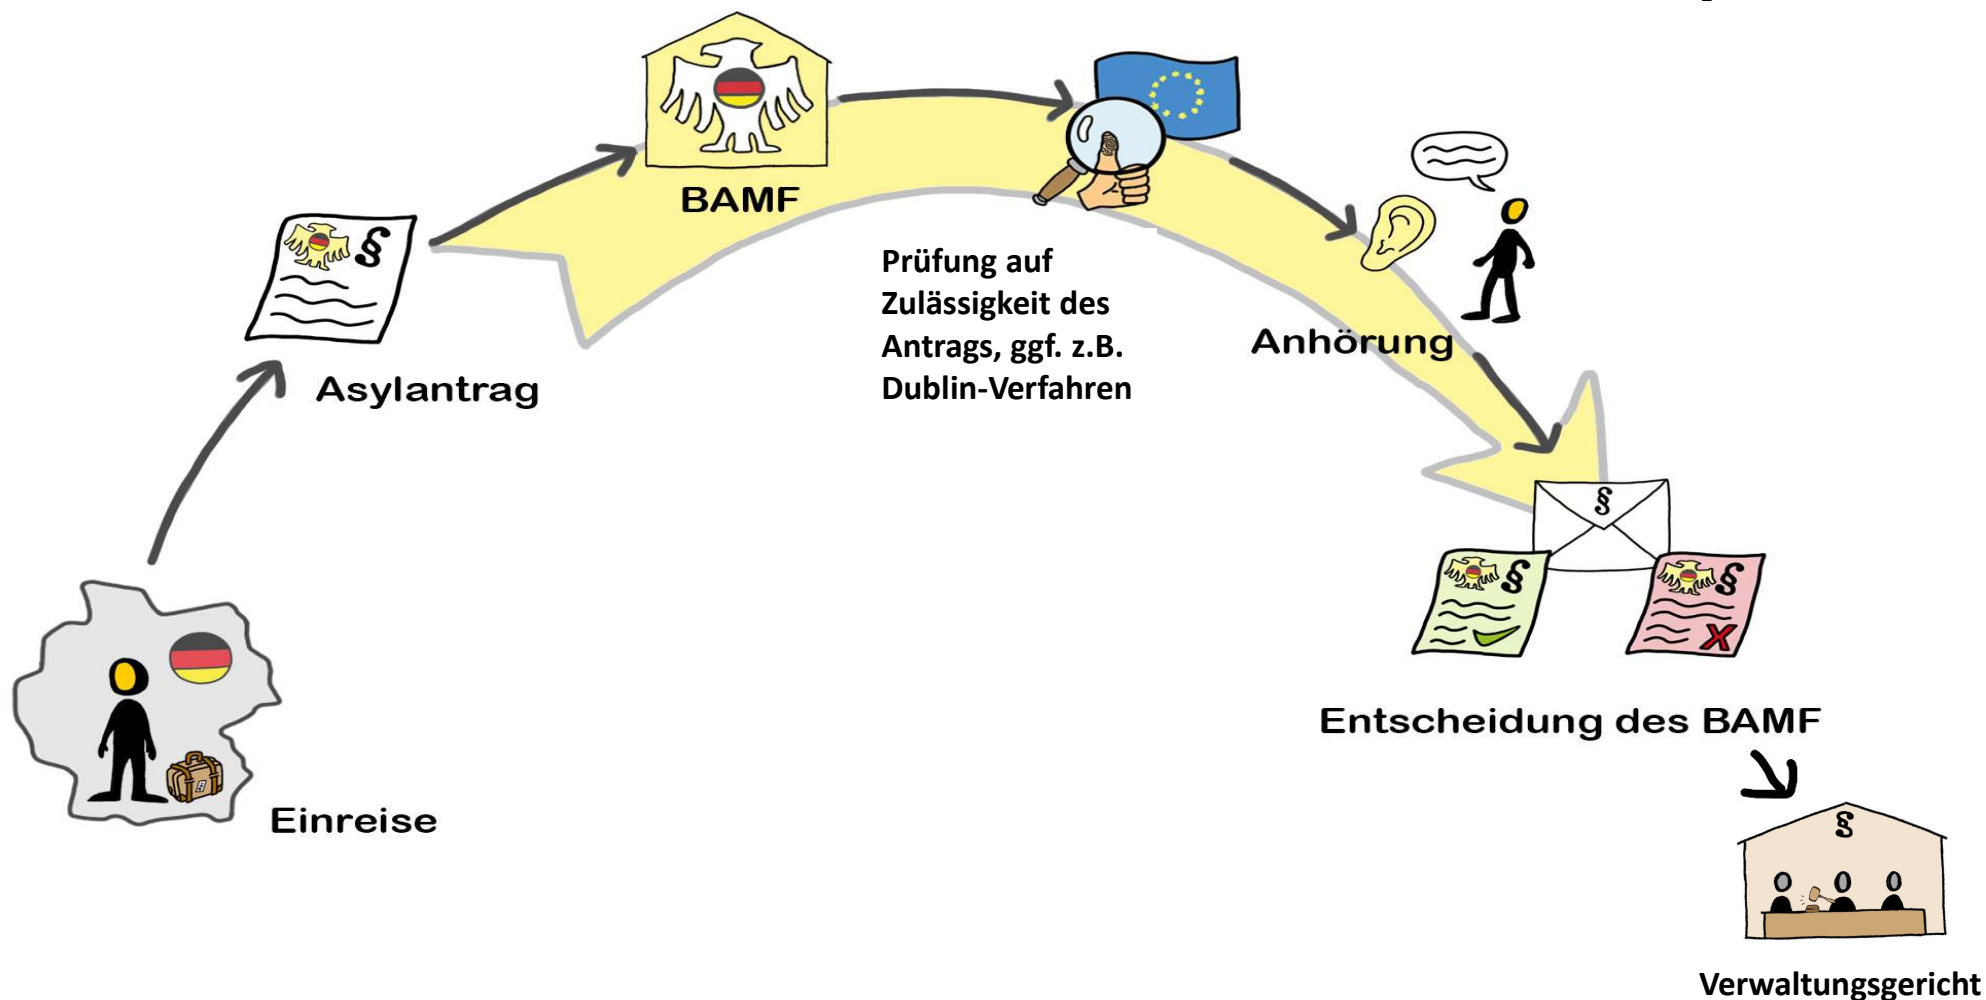 BAMF
Prüfung auf
Zulässigkeit des
Antrags, ggf. z.B.
Dublin-Verfahren
§
Asylantrag
Anhörung
§
§
§
Entscheidung des BAMF
Einreise
§
Verwaltungsgericht